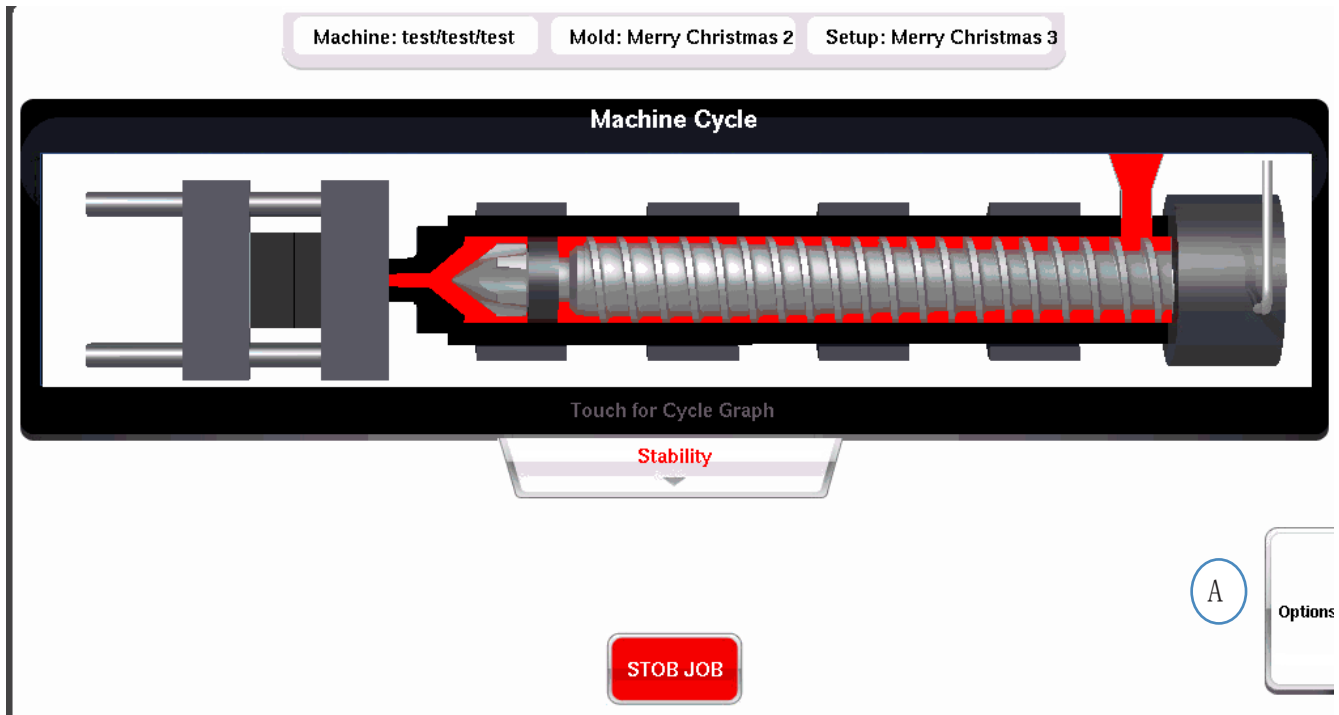 Machine: test/test/test Mold: Merry Christmas 2 Setup: Merry Christmas 3
Machine Cycle
Touch for Cycle Graph
Stability
A
Options
STOB JOB